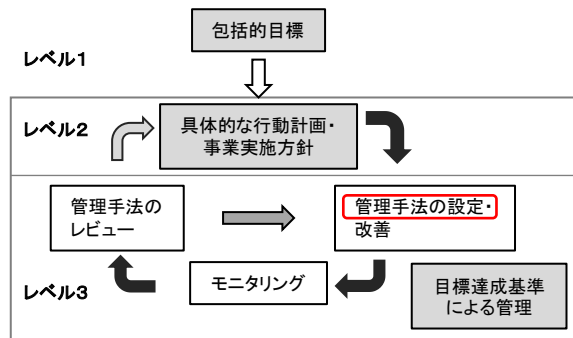 包括的目標
レベル1
レベル2
具体的な行動計画・
事業実施方針
管理手法の
レビュー
管理手法の設定・
改善
モニタリング
レベル3
目標達成基準
による管理